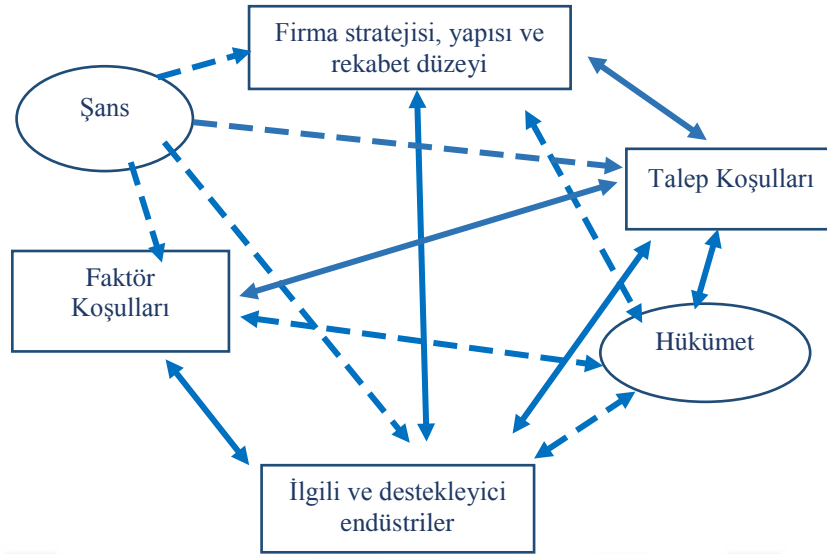 Firma stratejisi, yapısı ve
rekabet düzeyi
Şans
Talep Koşulları
Faktör
Koşulları
Hükümet
İlgili ve destekleyici
endüstriler